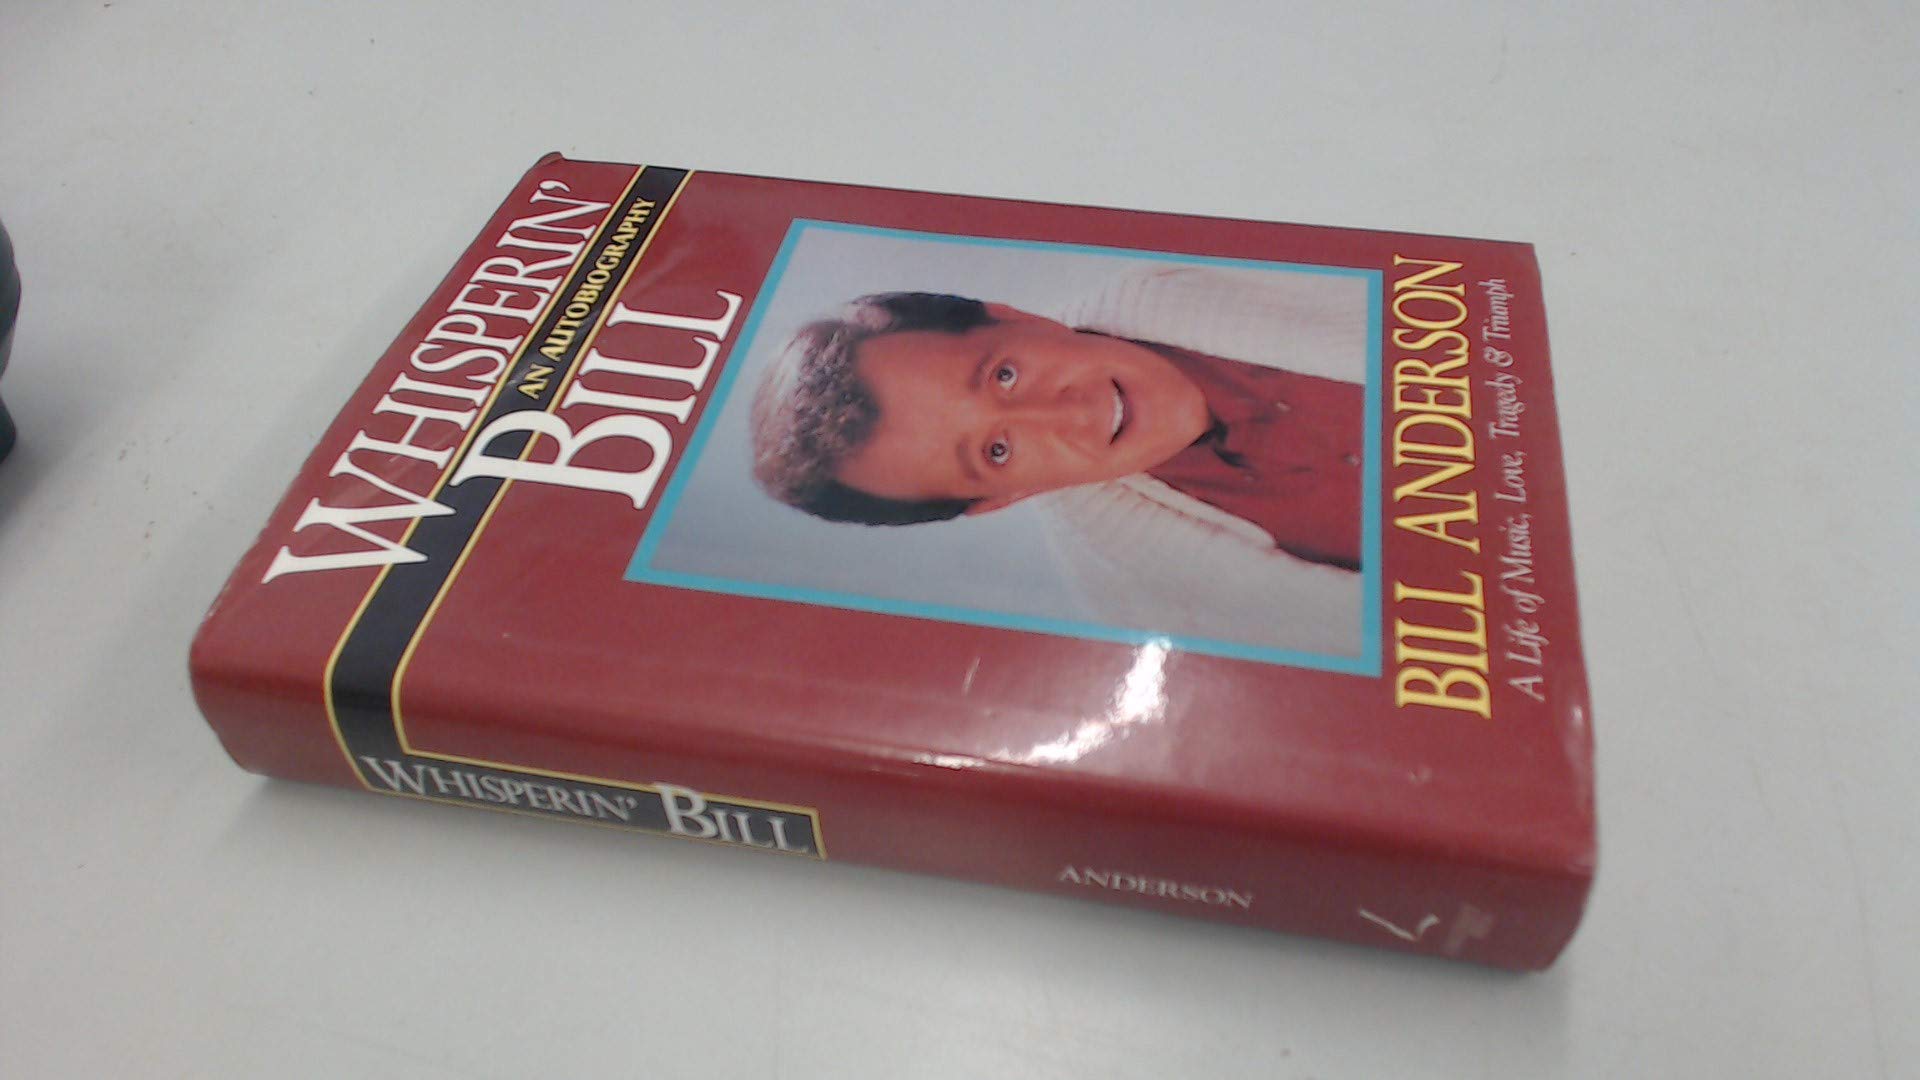 WHISPERIN'
AN AUTOBIOGRAPHY
BILL
BILL ANDERSON
A Life of Music, Love, Tragedy & Triumph
WHISPERIN' BILL
ANDERSON